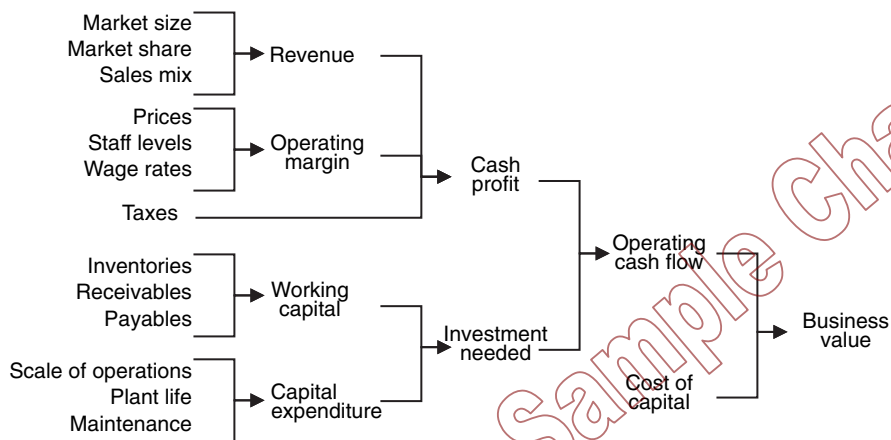 Market size
Market share
Sales mix
Revenue
Prices
Staff levels
Wage rates
Operating
margin
Taxes
Cash
profit
Inventories
Receivables
Payables
Working
capital
Scale of operations
Plant life
Maintenance
Capital
expenditure
Investment
needed
Operating
cash flow
Cost of
capital
Business
value
Sample Cha